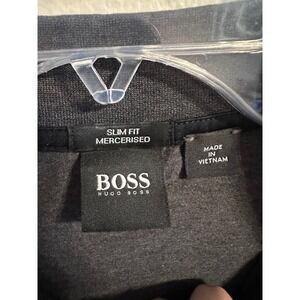 SLIM FIT
MERCERISED
BOSS
HUGO BOSS
MADE
IN
VIETNAM